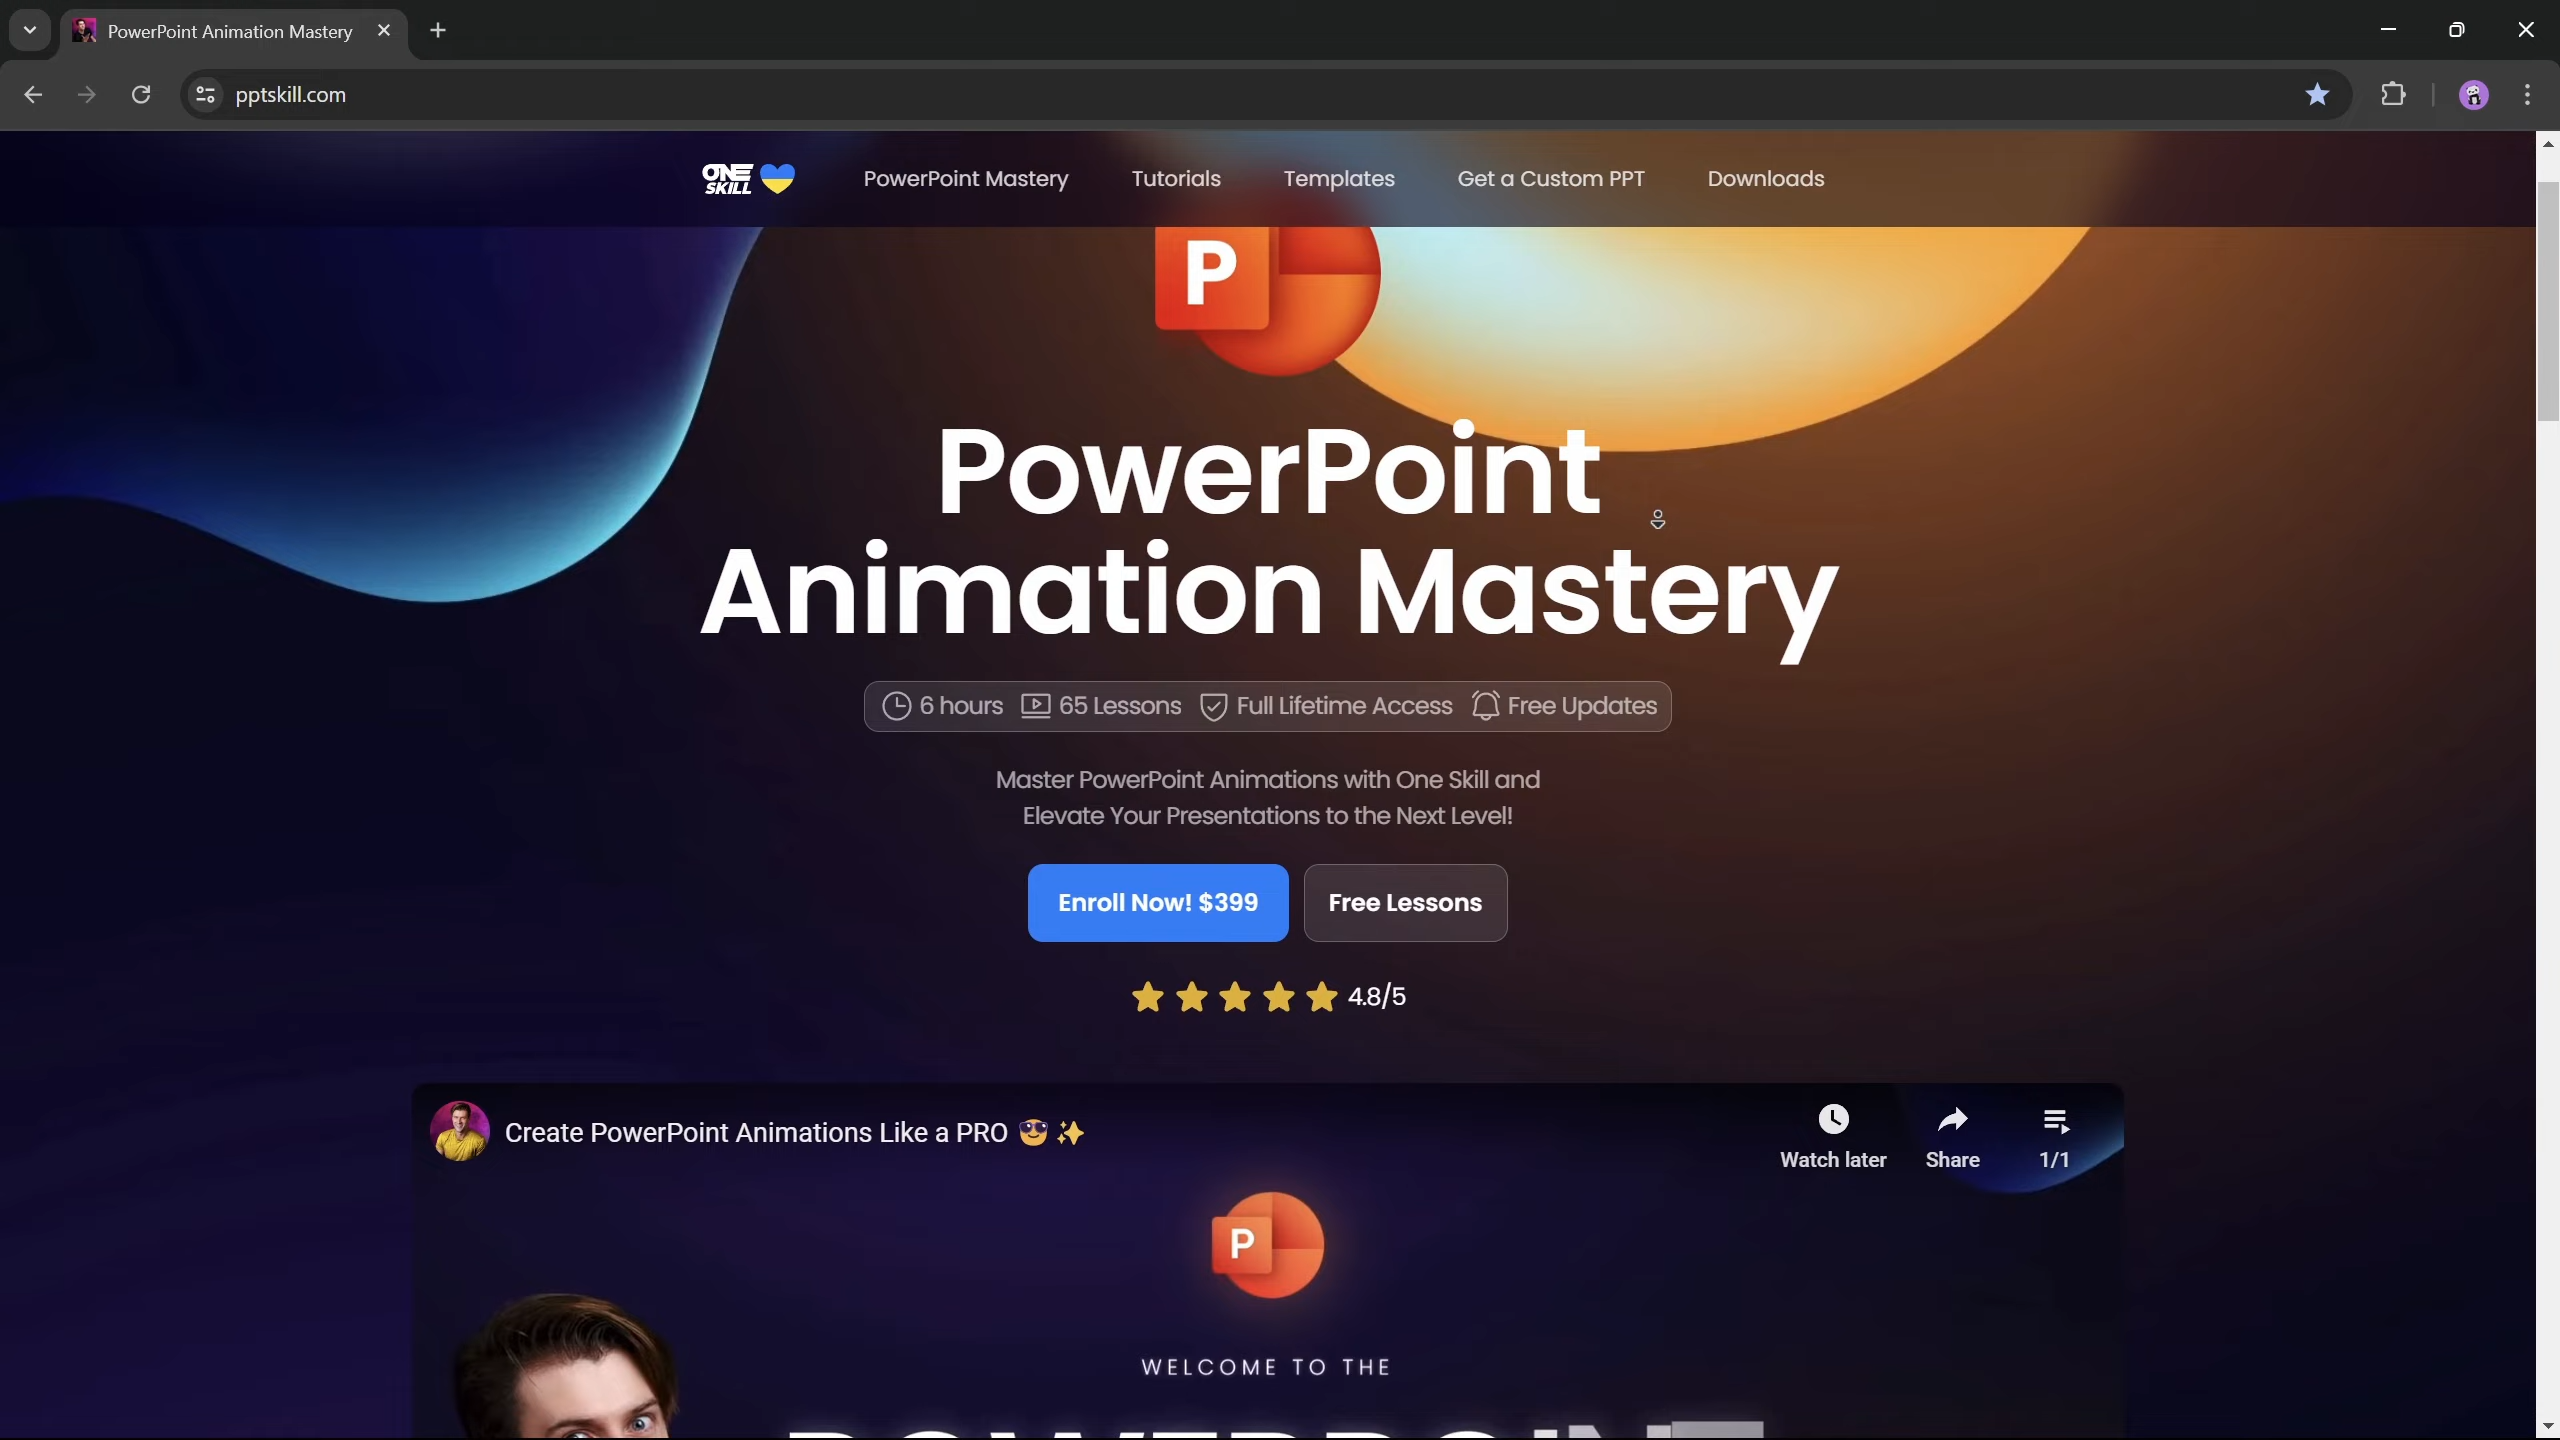 PowerPoint Animation Mastery
pptskill.com
ONE
SKILL
PowerPoint Mastery
Tutorials
Templates
Get a Custom PPT
Downloads
P
PowerPoint
Animation Mastery
6 hours
65 Lessons
Full Lifetime Access
Free Updates
Master PowerPoint Animations with One Skill and
Elevate Your Presentations to the Next Level!
Enroll Now! $399
Free Lessons
4.8/5
Create PowerPoint Animations Like a PRO 😎 ✨
Watch later
Share
1/1
P
WELCOME TO THE